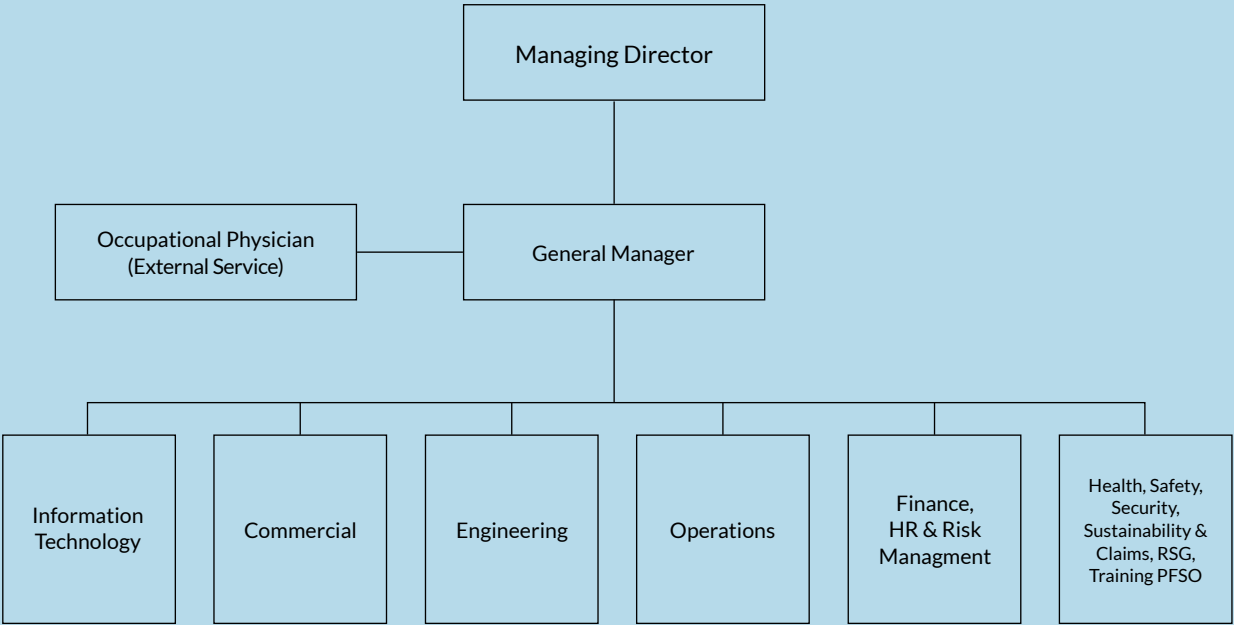 Managing Director
Occupational Physician
(External Service)
General Manager
Information
Technology
Commercial
Engineering
Operations
Finance,
HR & Risk
Managment
Health, Safety,
Security,
Sustainability &
Claims, RSG,
Training PFSO